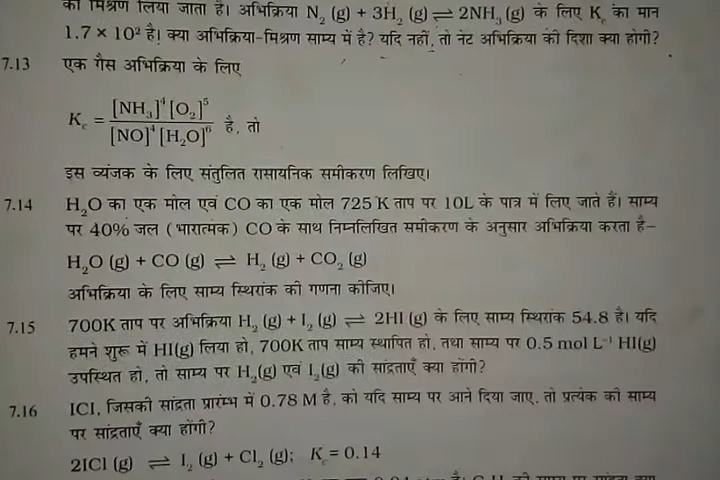 का मिश्रण लिया जाता है। अभिक्रिया N₂ (g) + 3H₂ (g) ⇌ 2NH₃ (g) के लिए K꜀ का मान
1.7 × 10² है। क्या अभिक्रिया-मिश्रण साम्य में है? यदि नहीं, तो नेट अभिक्रिया की दिशा क्या होगी?
7.13 एक गैस अभिक्रिया के लिए
K꜀ = [NH₃]⁴ [O₂]⁵ / [NO]⁴ [H₂O]⁶ है, तो
इस व्यंजक के लिए संतुलित रासायनिक समीकरण लिखिए।
7.14 H₂O का एक मोल एवं CO का एक मोल 725 K ताप पर 10L के पात्र में लिए जाते हैं। साम्य
पर 40% जल (भारात्मक) CO के साथ निम्नलिखित समीकरण के अनुसार अभिक्रिया करता है–
H₂O (g) + CO (g) ⇌ H₂ (g) + CO₂ (g)
अभिक्रिया के लिए साम्य स्थिरांक की गणना कीजिए।
7.15 700K ताप पर अभिक्रिया H₂ (g) + I₂ (g) ⇌ 2HI (g) के लिए साम्य स्थिरांक 54.8 है। यदि
हमने शुरू में HI(g) लिया हो, 700K ताप साम्य स्थापित हो, तथा साम्य पर 0.5 mol L⁻¹ HI(g)
उपस्थित हो, तो साम्य पर H₂(g) एवं I₂(g) की सांद्रताएँ क्या होंगी?
7.16 ICI, जिसकी सांद्रता प्रारंभ में 0.78 M है, को यदि साम्य पर आने दिया जाए, तो प्रत्येक की साम्य
पर सांद्रताएँ क्या होंगी?
2ICl (g) ⇌ I₂ (g) + Cl₂ (g); K꜀ = 0.14